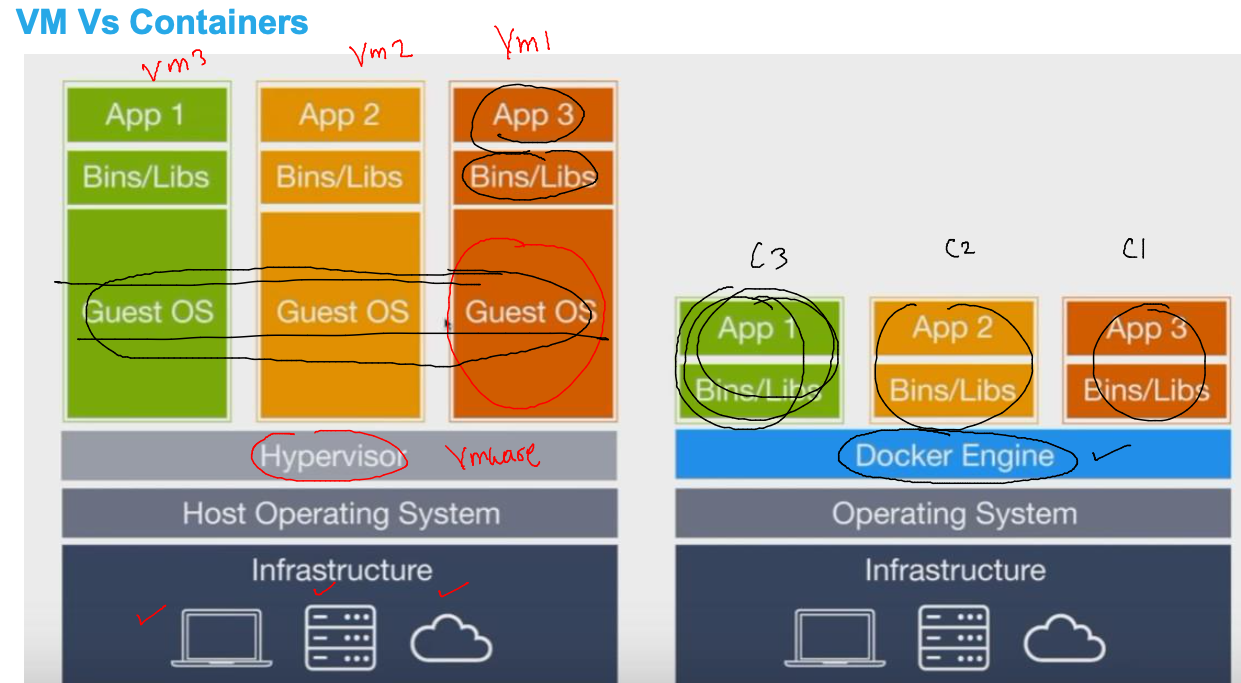 VM Vs Containers
Vm3 Vm2 Vm1
App 1 App 2 App 3
Bins/Libs Bins/Libs Bins/Libs
Guest OS Guest OS Guest OS
Hypervisor Vmware
Host Operating System
Infrastructure
C3 C2 C1
App 1 App 2 App 3
Bins/Libs Bins/Libs Bins/Libs
Docker Engine
Operating System
Infrastructure